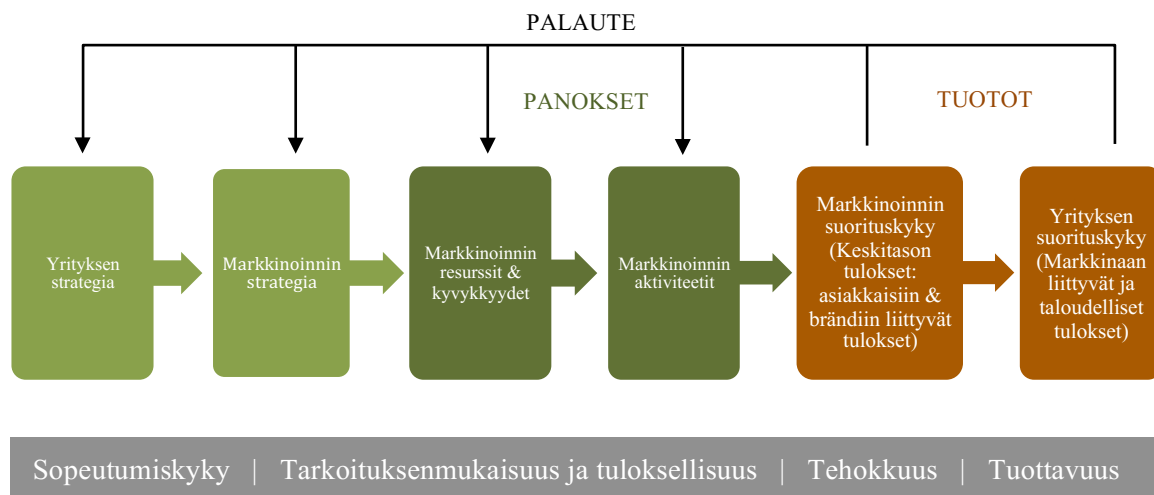 PALAUTE
PANOKSET
TUOTOT
Yrityksen
strategia
Markkinoinnin
strategia
Markkinoinnin
resurssit &
kyvykkyydet
Markkinoinnin
aktiviteetit
Markkinoinnin
suorituskyky
(Keskitason
tulokset:
asiakkaisiin &
brändiin liittyvät
tulokset)
Yrityksen
suorituskyky
(Markkinaan
liittyvät ja
taloudelliset
tulokset)
Sopeutumiskyky | Tarkoituksenmukaisuus ja tuloksellisuus | Tehokkuus | Tuottavuus